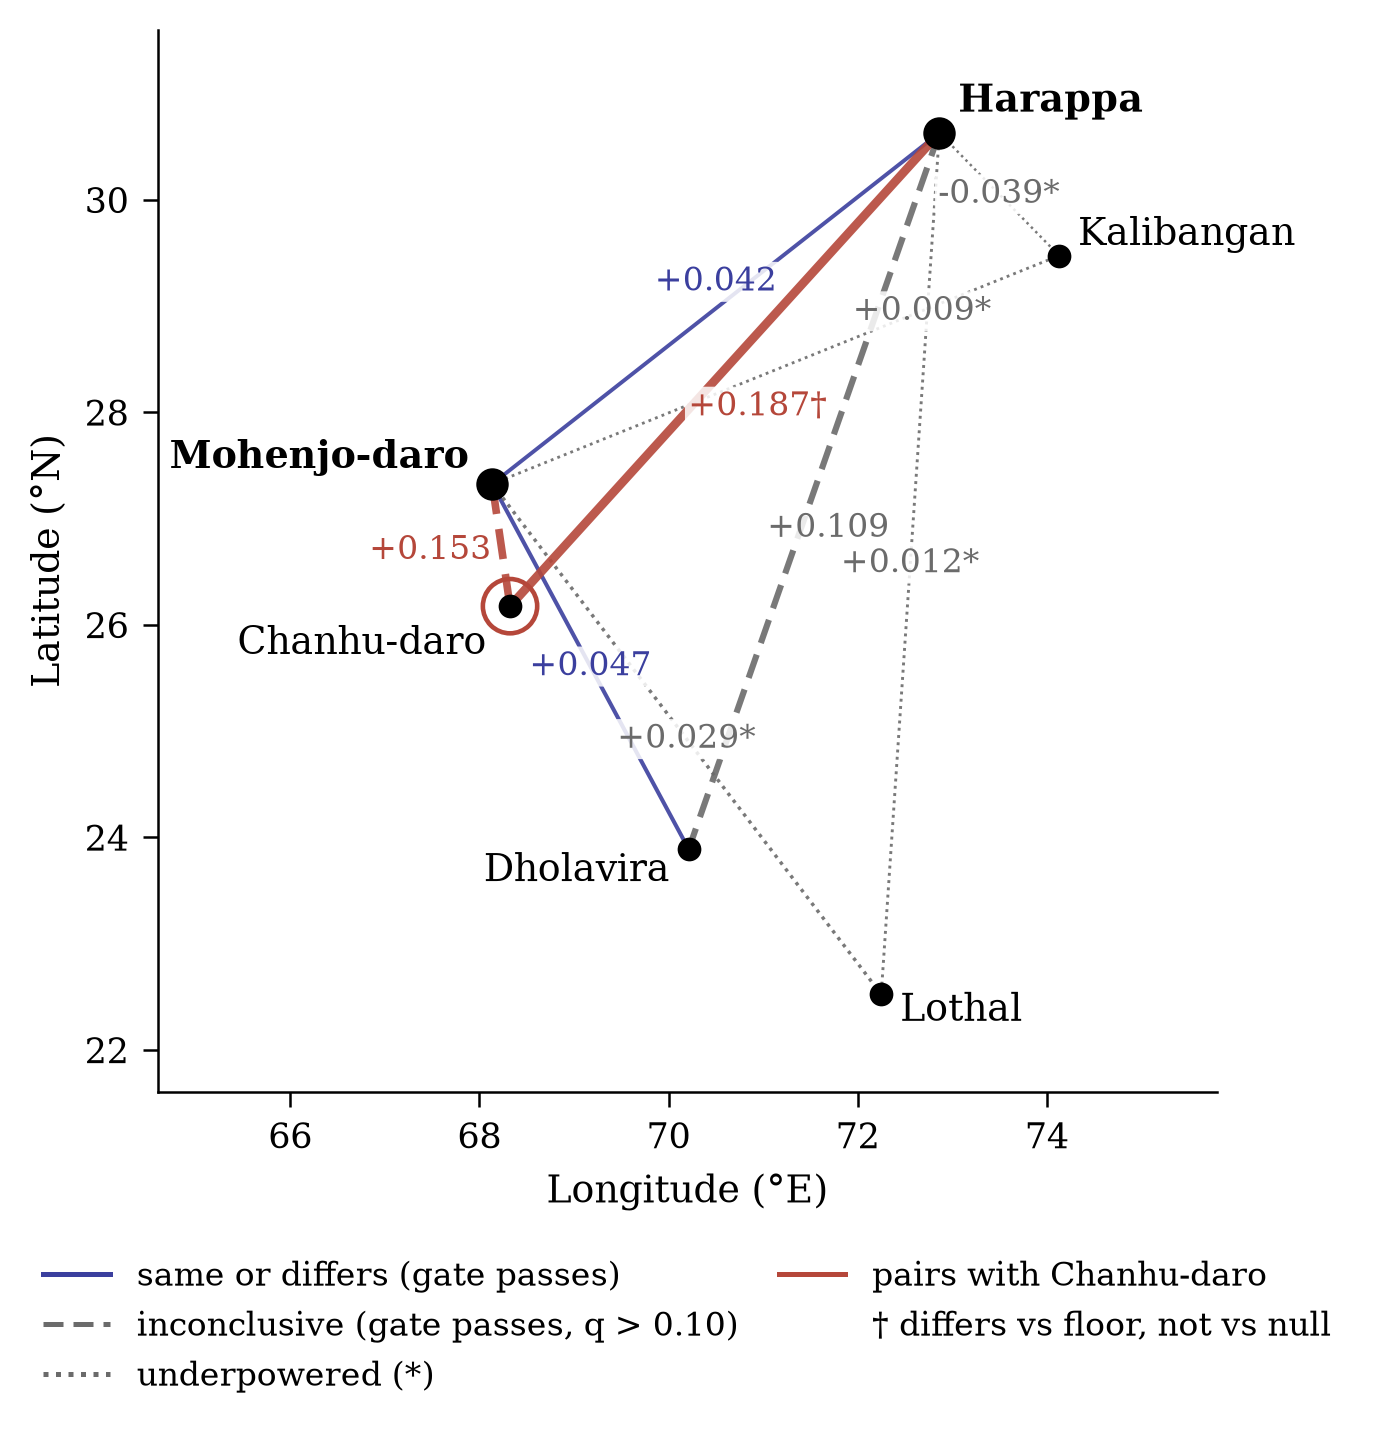 Harappa
-0.039*
30
Kalibangan
+0.042
+0.009*
28
+0.187†
Mohenjo-daro
+0.109
+0.153
+0.012*
26
Chanhu-daro
+0.047
+0.029*
24
Dholavira
Lothal
22
Latitude (°N)
66 68 70 72 74
Longitude (°E)
same or differs (gate passes)
inconclusive (gate passes, q > 0.10)
underpowered (*)
pairs with Chanhu-daro
† differs vs floor, not vs null